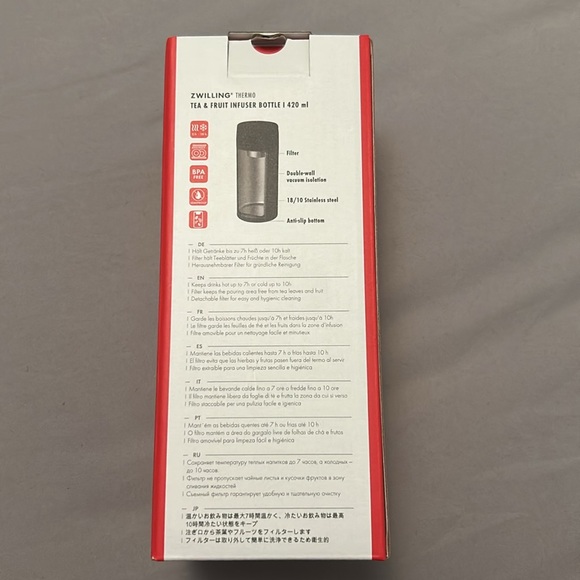 ZWILLING® THERMO
TEA & FRUIT INFUSER BOTTLE | 420 ml
BPA
FREE
Filter
Double-wall
vacuum isolation
18/10 Stainless steel
Anti-slip bottom
DE
| Hält Getränke bis zu 7h heiß oder 10h kalt
| Filter hält Teeblätter und Früchte in der Flasche
| Herausnehmbarer Filter für gründliche Reinigung
EN
| Keeps drinks hot up to 7h or cold up to 10h
| Filter keeps the pouring area free from tea leaves and fruit
| Detachable filter for easy and hygienic cleaning
FR
| Garde les boissons chaudes jusqu'à 7h et froides jusqu'à 10h
| Le filtre garde les feuilles de thé et les fruits dans la zone d'infusion
| Filtre amovible pour un nettoyage facile et minutieux
ES
| Mantiene las bebidas calientes hasta 7 h o frías hasta 10 h
| El filtro evita que las hierbas y frutas pasen fuera del termo al servir
| Filtro extraíble para una limpieza sencilla e higiénica
IT
| Mantenere le bevande calde fino a 7 ore o fredde fino a 10 ore
| Il filtro mantiene libera da foglie di tè e frutta la zona da cui si versa
| Filtro staccabile per una pulizia facile e igienica
PT
| Mant´ém as bebidas quentes até 7 h ou frias até 10 h
| O filtro mantém a área do gargalo livre de folhas de chá e frutos
| Filtro amovível para limpeza fácil e higiénica
RU
| Сохраняет температуру теплых напитков до 7 часов, а холодных –
до 10 часов.
| Фильтр не пропускает чайные листья и кусочки фруктов в зону
сливания жидкостей
| Съемный фильтр гарантирует удобную и тщательную очистку
JP
| 温かいお飲み物は最大7時間温かく、冷たいお飲み物は最高
10時間冷たい状態をキープ
| 注ぎ口から茶葉やフルーツをフィルターします
| フィルターは取り外して簡単に洗浄できるため衛生的